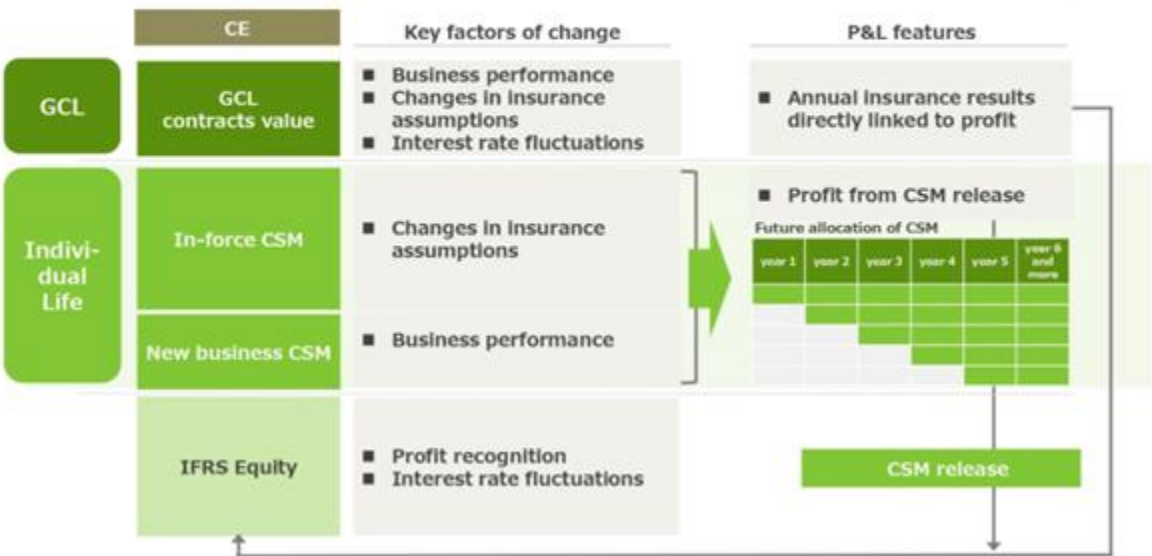 CE
Key factors of change
P&L features
GCL
GCL
contracts value
■ Business performance
■ Changes in insurance
assumptions
■ Interest rate fluctuations
■ Annual insurance results
directly linked to profit
Indivi-
dual
Life
In-force CSM
■ Changes in insurance
assumptions
■ Profit from CSM release
Future allocation of CSM
year 1 year 2 year 3 year 4 year 5 year 6
and
more
New business CSM
■ Business performance
IFRS Equity
■ Profit recognition
■ Interest rate fluctuations
CSM release